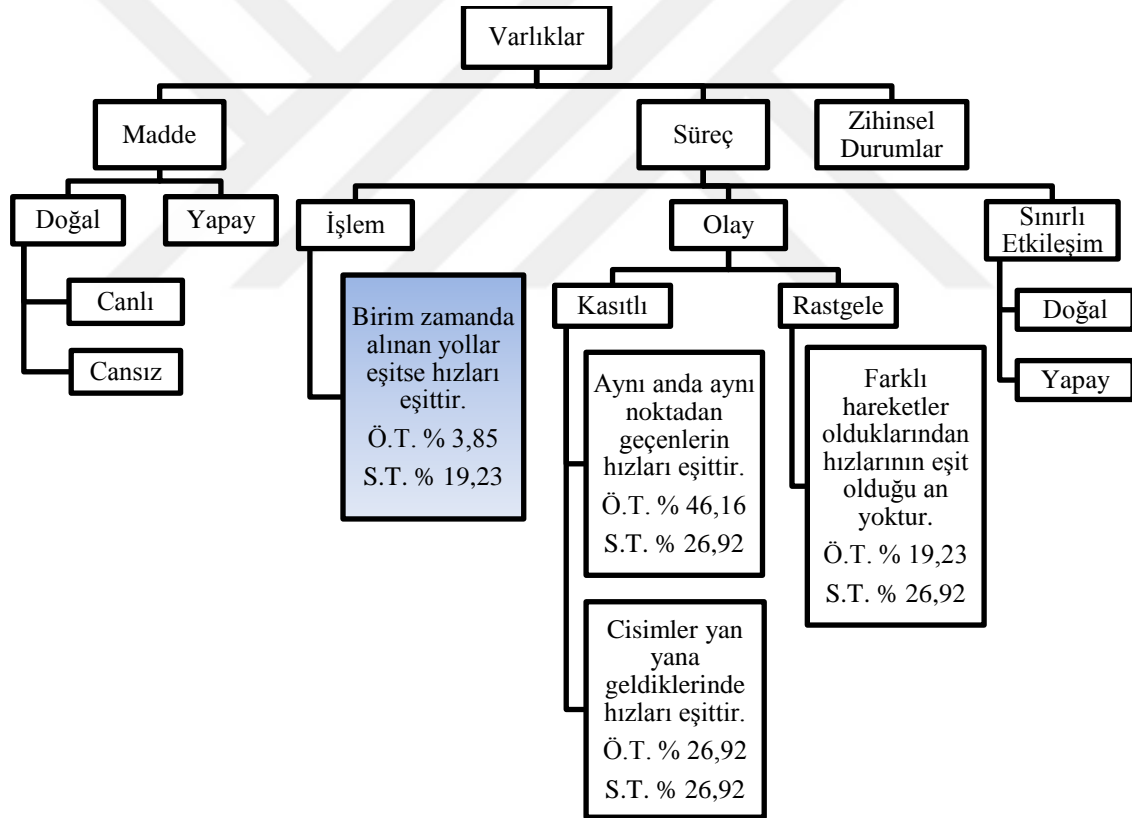 Varlıklar
Madde
Süreç
Zihinsel
Durumlar
Doğal
Yapay
İşlem
Olay
Sınırlı
Etkileşim
Canlı
Cansız
Birim zamanda
alınan yollar
eşitse hızları
eşittir.
Ö.T. % 3,85
S.T. % 19,23
Kasıtlı
Rastgele
Doğal
Yapay
Aynı anda aynı
noktadan
geçenlerin
hızları eşittir.
Ö.T. % 46,16
S.T. % 26,92
Farklı
hareketler
olduklarından
hızlarının eşit
olduğu an
yoktur.
Ö.T. % 19,23
S.T. % 26,92
Cisimler yan
yana
geldiklerinde
hızları eşittir.
Ö.T. % 26,92
S.T. % 26,92